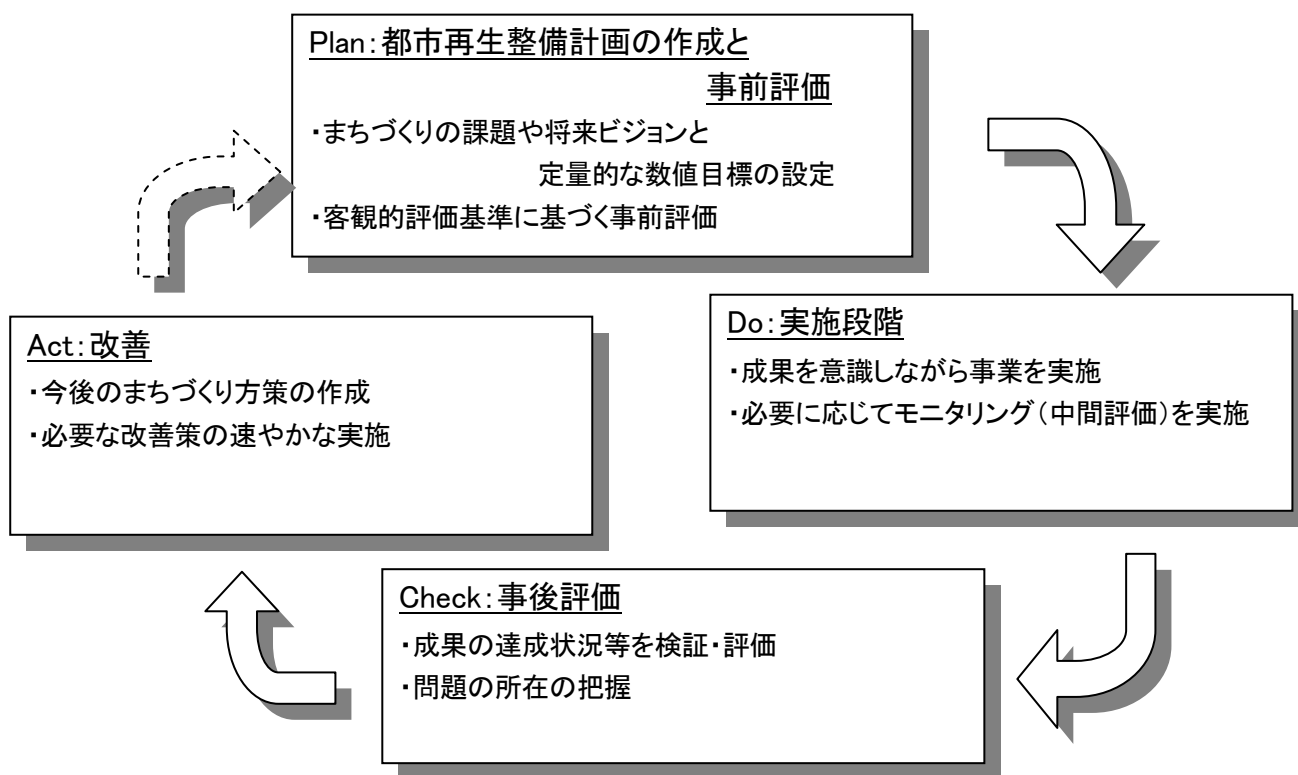 Plan：都市再生整備計画の作成と
事前評価
・まちづくりの課題や将来ビジョンと
定量的な数値目標の設定
・客観的評価基準に基づく事前評価
Do：実施段階
・成果を意識しながら事業を実施
・必要に応じてモニタリング（中間評価）を実施
Check：事後評価
・成果の達成状況等を検証・評価
・問題の所在の把握
Act：改善
・今後のまちづくり方策の作成
・必要な改善策の速やかな実施